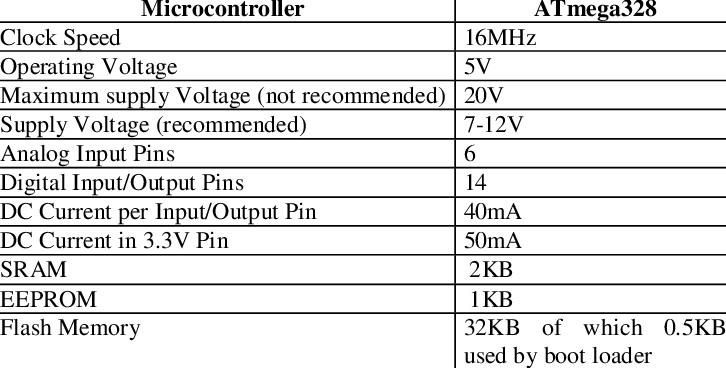 Microcontroller ATmega328
Clock Speed 16MHz
Operating Voltage 5V
Maximum supply Voltage (not recommended) 20V
Supply Voltage (recommended) 7-12V
Analog Input Pins 6
Digital Input/Output Pins 14
DC Current per Input/Output Pin 40mA
DC Current in 3.3V Pin 50mA
SRAM 2KB
EEPROM 1KB
Flash Memory 32KB of which 0.5KB
used by boot loader